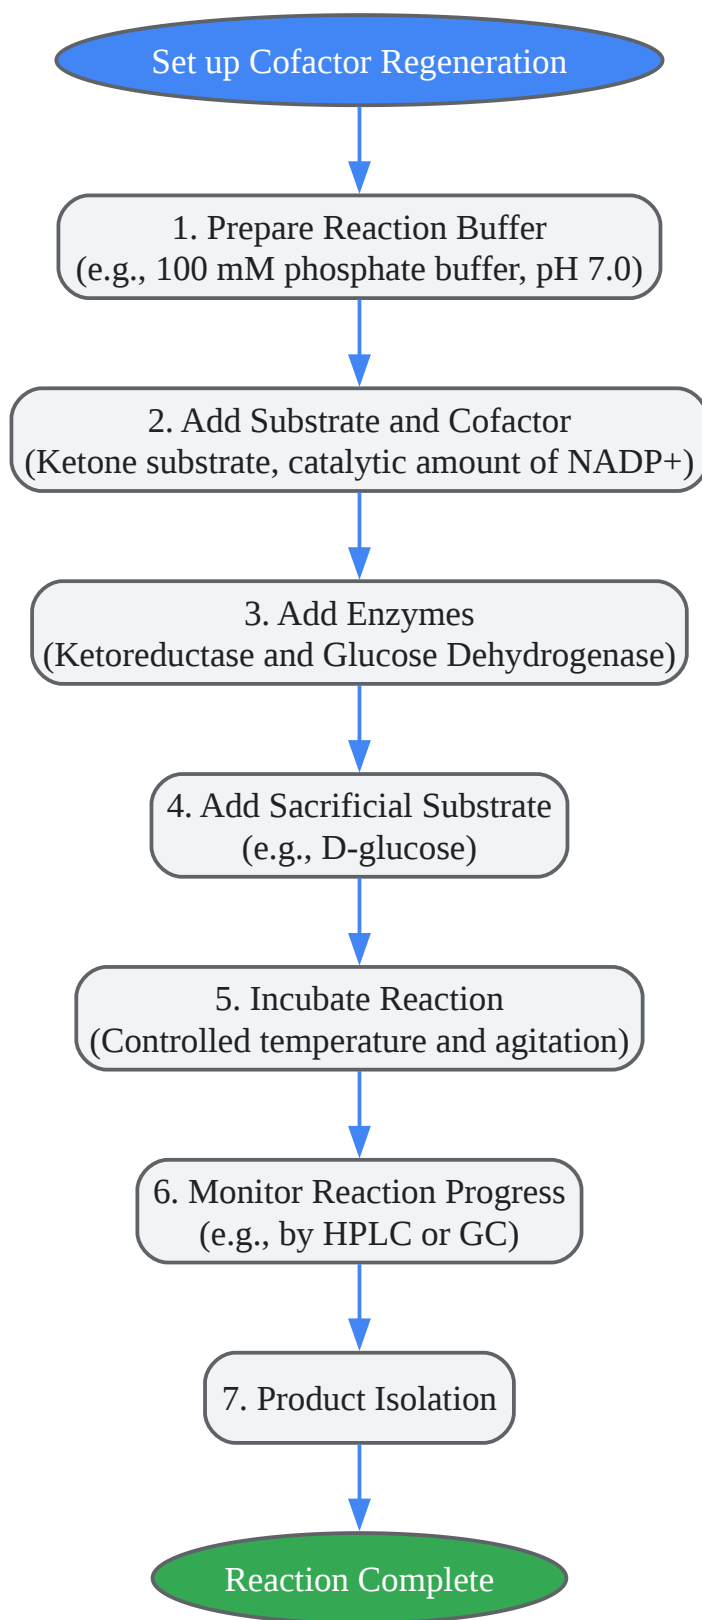 Set up Cofactor Regeneration
1. Prepare Reaction Buffer
(e.g., 100 mM phosphate buffer, pH 7.0)
2. Add Substrate and Cofactor
(Ketone substrate, catalytic amount of NADP+)
3. Add Enzymes
(Ketoreductase and Glucose Dehydrogenase)
4. Add Sacrificial Substrate
(e.g., D-glucose)
5. Incubate Reaction
(Controlled temperature and agitation)
6. Monitor Reaction Progress
(e.g., by HPLC or GC)
7. Product Isolation
Reaction Complete